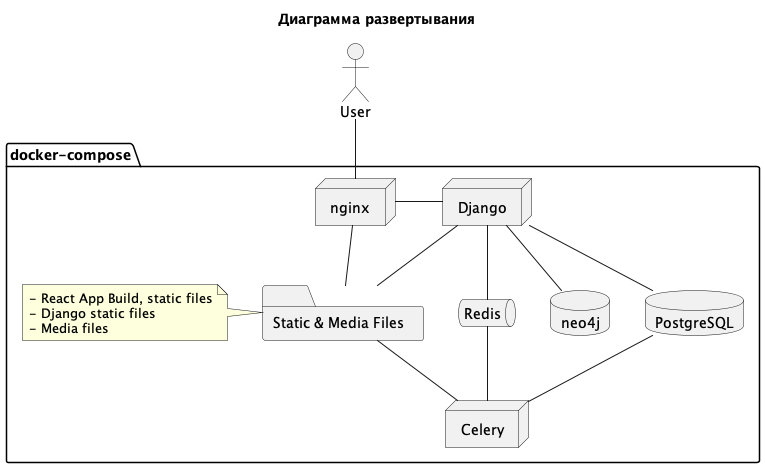 Диаграмма развертывания
User
docker-compose
nginx
Django
- React App Build, static files
- Django static files
- Media files
Static & Media Files
Redis
neo4j
PostgreSQL
Celery